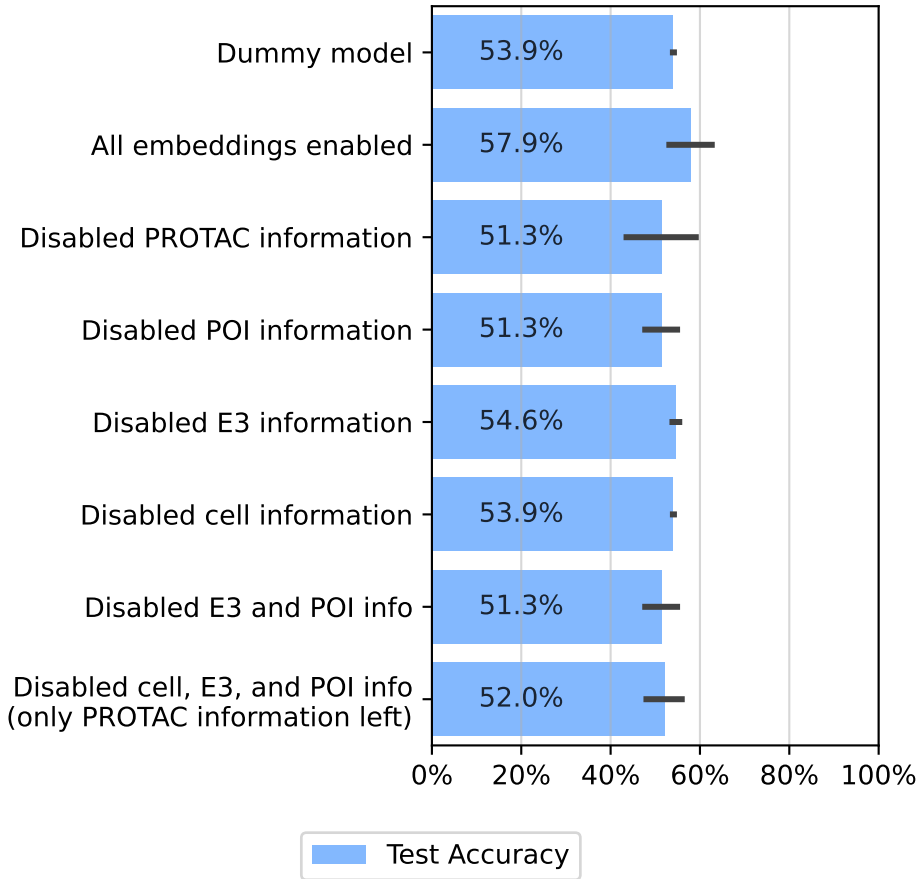 Dummy model
53.9%
All embeddings enabled
57.9%
Disabled PROTAC information
51.3%
Disabled POI information
51.3%
Disabled E3 information
54.6%
Disabled cell information
53.9%
Disabled E3 and POI info
51.3%
Disabled cell, E3, and POI info
(only PROTAC information left)
52.0%
0% 20% 40% 60% 80% 100%
Test Accuracy